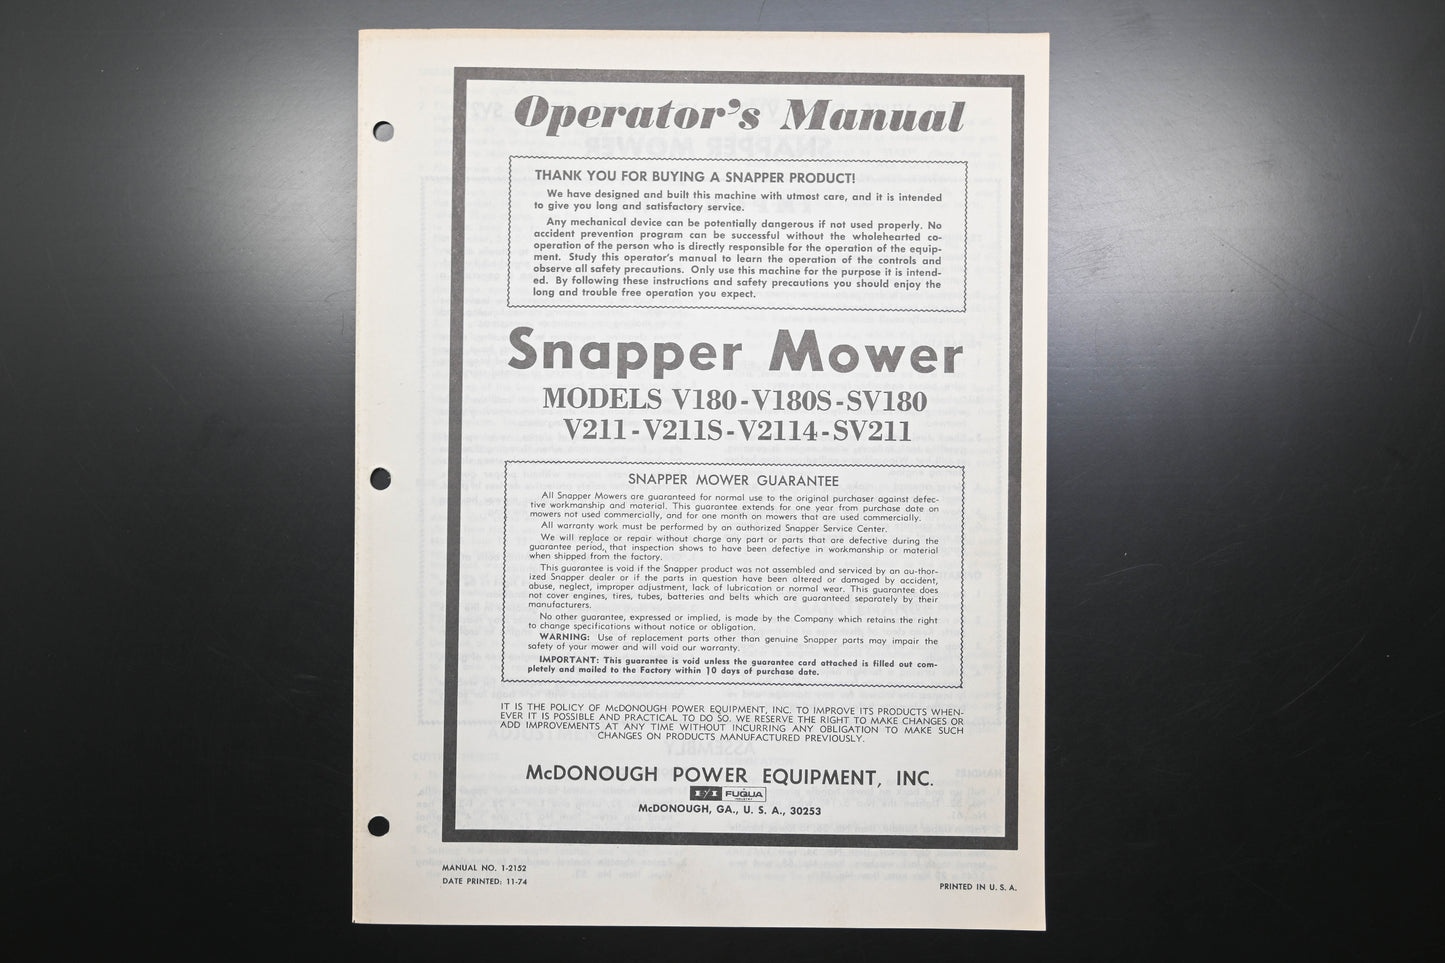 Operator's Manual
THANK YOU FOR BUYING A SNAPPER PRODUCT!
We have designed and built this machine with utmost care, and it is intended
to give you long and satisfactory service.
Any mechanical device can be potentially dangerous if not used properly. No
accident prevention program can be successful without the wholehearted co-
operation of the person who is directly responsible for the operation of the equip-
ment. Study this operator's manual to learn the operation of the controls and
observe all safety precautions. Only use this machine for the purpose it is intend-
ed. By following these instructions and safety precautions you should enjoy the
long and trouble free operation you expect.
Snapper Mower
MODELS V180-V180S-SV180
V211-V211S-V2114-SV211
SNAPPER MOWER GUARANTEE
All Snapper Mowers are guaranteed for normal use to the original purchaser against defec-
tive workmanship and material. This guarantee extends for one year from purchase date on
mowers not used commercially, and for one month on mowers that are used commercially.
All warranty work must be performed by an authorized Snapper Service Center.
We will replace or repair without charge any part or parts that are defective during the
guarantee period, that inspection shows to have been defective in workmanship or material
when shipped from the factory.
This guarantee is void if the Snapper product was not assembled and serviced by an au-thor-
ized Snapper dealer or if the parts in question have been altered or damaged by accident,
abuse, neglect, improper adjustment, lack of lubrication or normal wear. This guarantee does
not cover engines, tires, tubes, batteries and belts which are guaranteed separately by their
manufacturers.
No other guarantee, expressed or implied, is made by the Company which retains the right
to change specifications without notice or obligation.
WARNING: Use of replacement parts other than genuine Snapper parts may impair the
safety of your mower and will void our warranty.
IMPORTANT: This guarantee is void unless the guarantee card attached is filled out com-
pletely and mailed to the Factory within 10 days of purchase date.
IT IS THE POLICY OF McDONOUGH POWER EQUIPMENT, INC. TO IMPROVE ITS PRODUCTS WHEN-
EVER IT IS POSSIBLE AND PRACTICAL TO DO SO. WE RESERVE THE RIGHT TO MAKE CHANGES OR
ADD IMPROVEMENTS AT ANY TIME WITHOUT INCURRING ANY OBLIGATION TO MAKE SUCH
CHANGES ON PRODUCTS MANUFACTURED PREVIOUSLY.
McDONOUGH POWER EQUIPMENT, INC.
FUQUA
INDUSTRY
McDONOUGH, GA., U. S. A., 30253
MANUAL NO. 1-2152
DATE PRINTED: 11-74
PRINTED IN U. S. A.